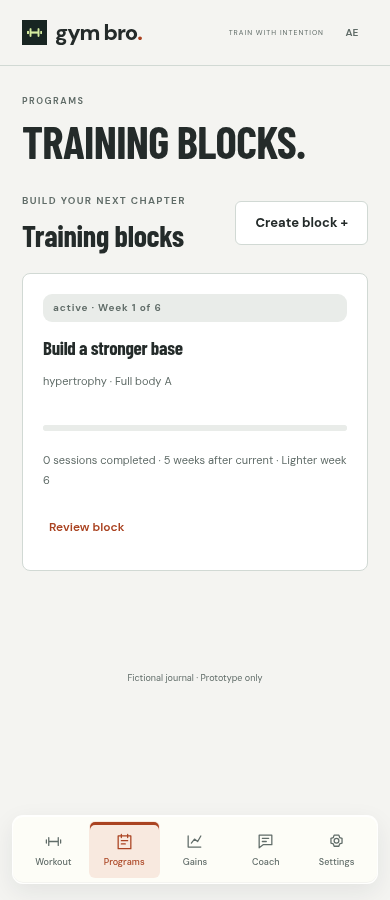 gym bro.
TRAIN WITH INTENTION
AE
PROGRAMS
TRAINING BLOCKS.
BUILD YOUR NEXT CHAPTER
Training blocks
Create block +
active · Week 1 of 6
Build a stronger base
hypertrophy · Full body A
0 sessions completed · 5 weeks after current · Lighter week
6
Review block
Fictional journal · Prototype only
Workout
Programs
Gains
Coach
Settings